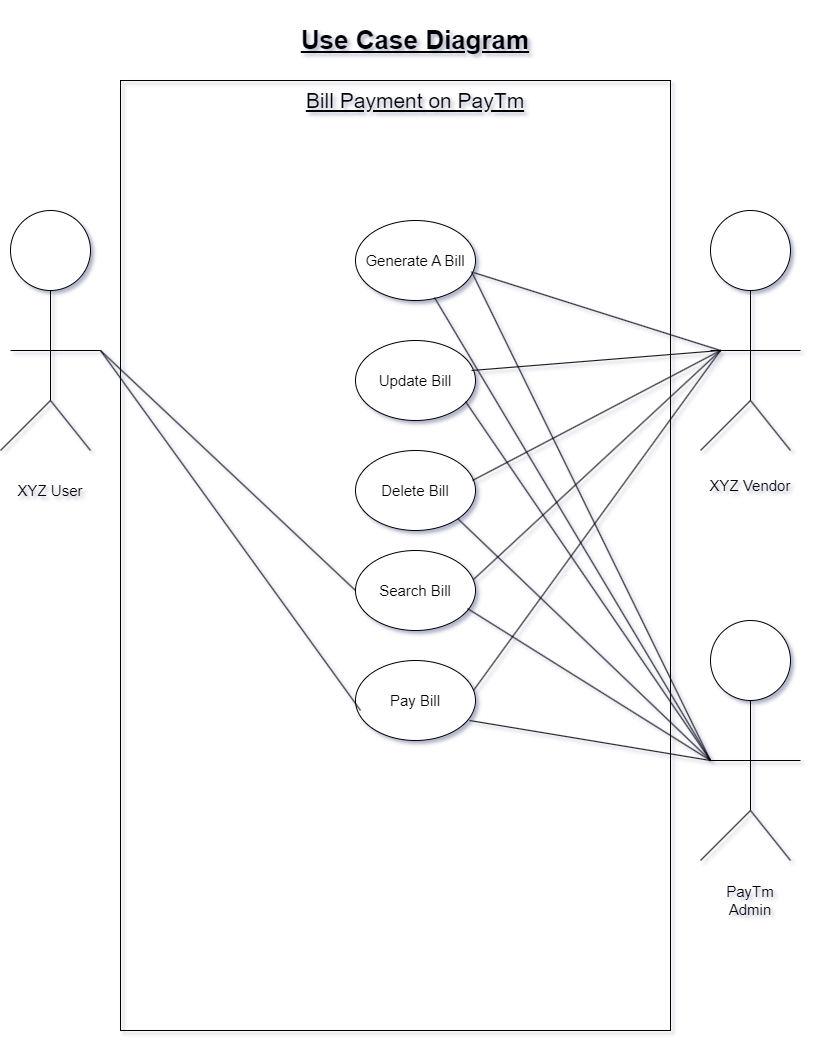 Use Case Diagram
Bill Payment on PayTm
Generate A Bill
Update Bill
Delete Bill
XYZ User
XYZ Vendor
Search Bill
Pay Bill
PayTm
Admin